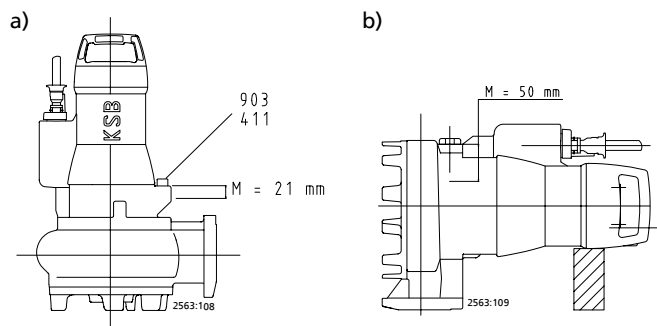 a)
KSB
903
411
M = 21 mm
2563:108
b)
M = 50 mm
2563:109